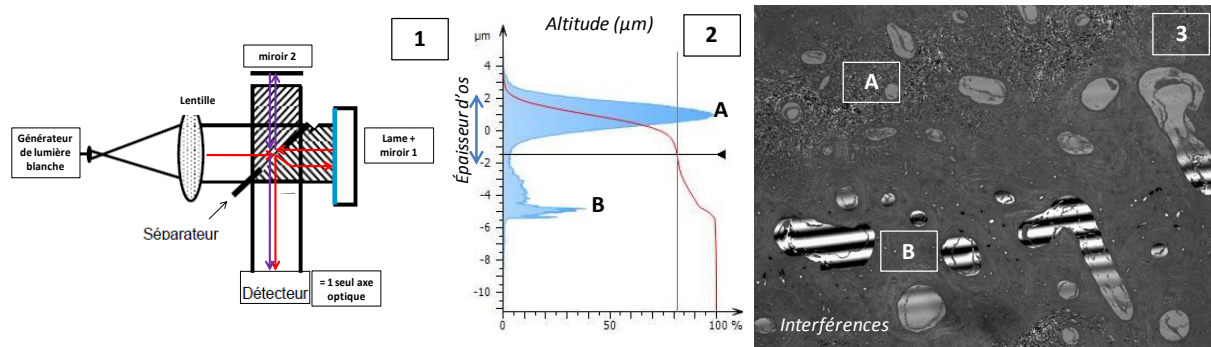 1
miroir 2
Lentille
Générateur
de lumière
blanche
Lame +
miroir 1
Séparateur
Détecteur
= 1 seul axe
optique
Altitude (µm)
2
µm
4
2
0
-2
-4
-6
-8
-10
Épaisseur d'os
A
B
0
50
100 %
3
A
B
Interférences